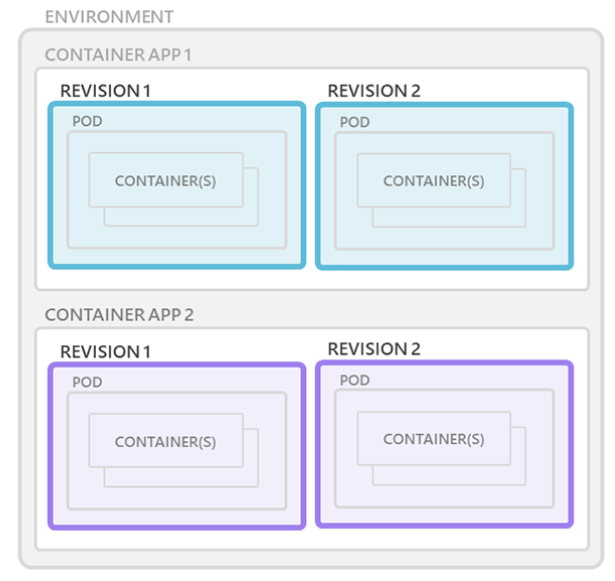 ENVIRONMENT
CONTAINER APP 1
REVISION 1
REVISION 2
POD
POD
CONTAINER(S)
CONTAINER(S)
CONTAINER APP 2
REVISION 1
REVISION 2
POD
POD
CONTAINER(S)
CONTAINER(S)